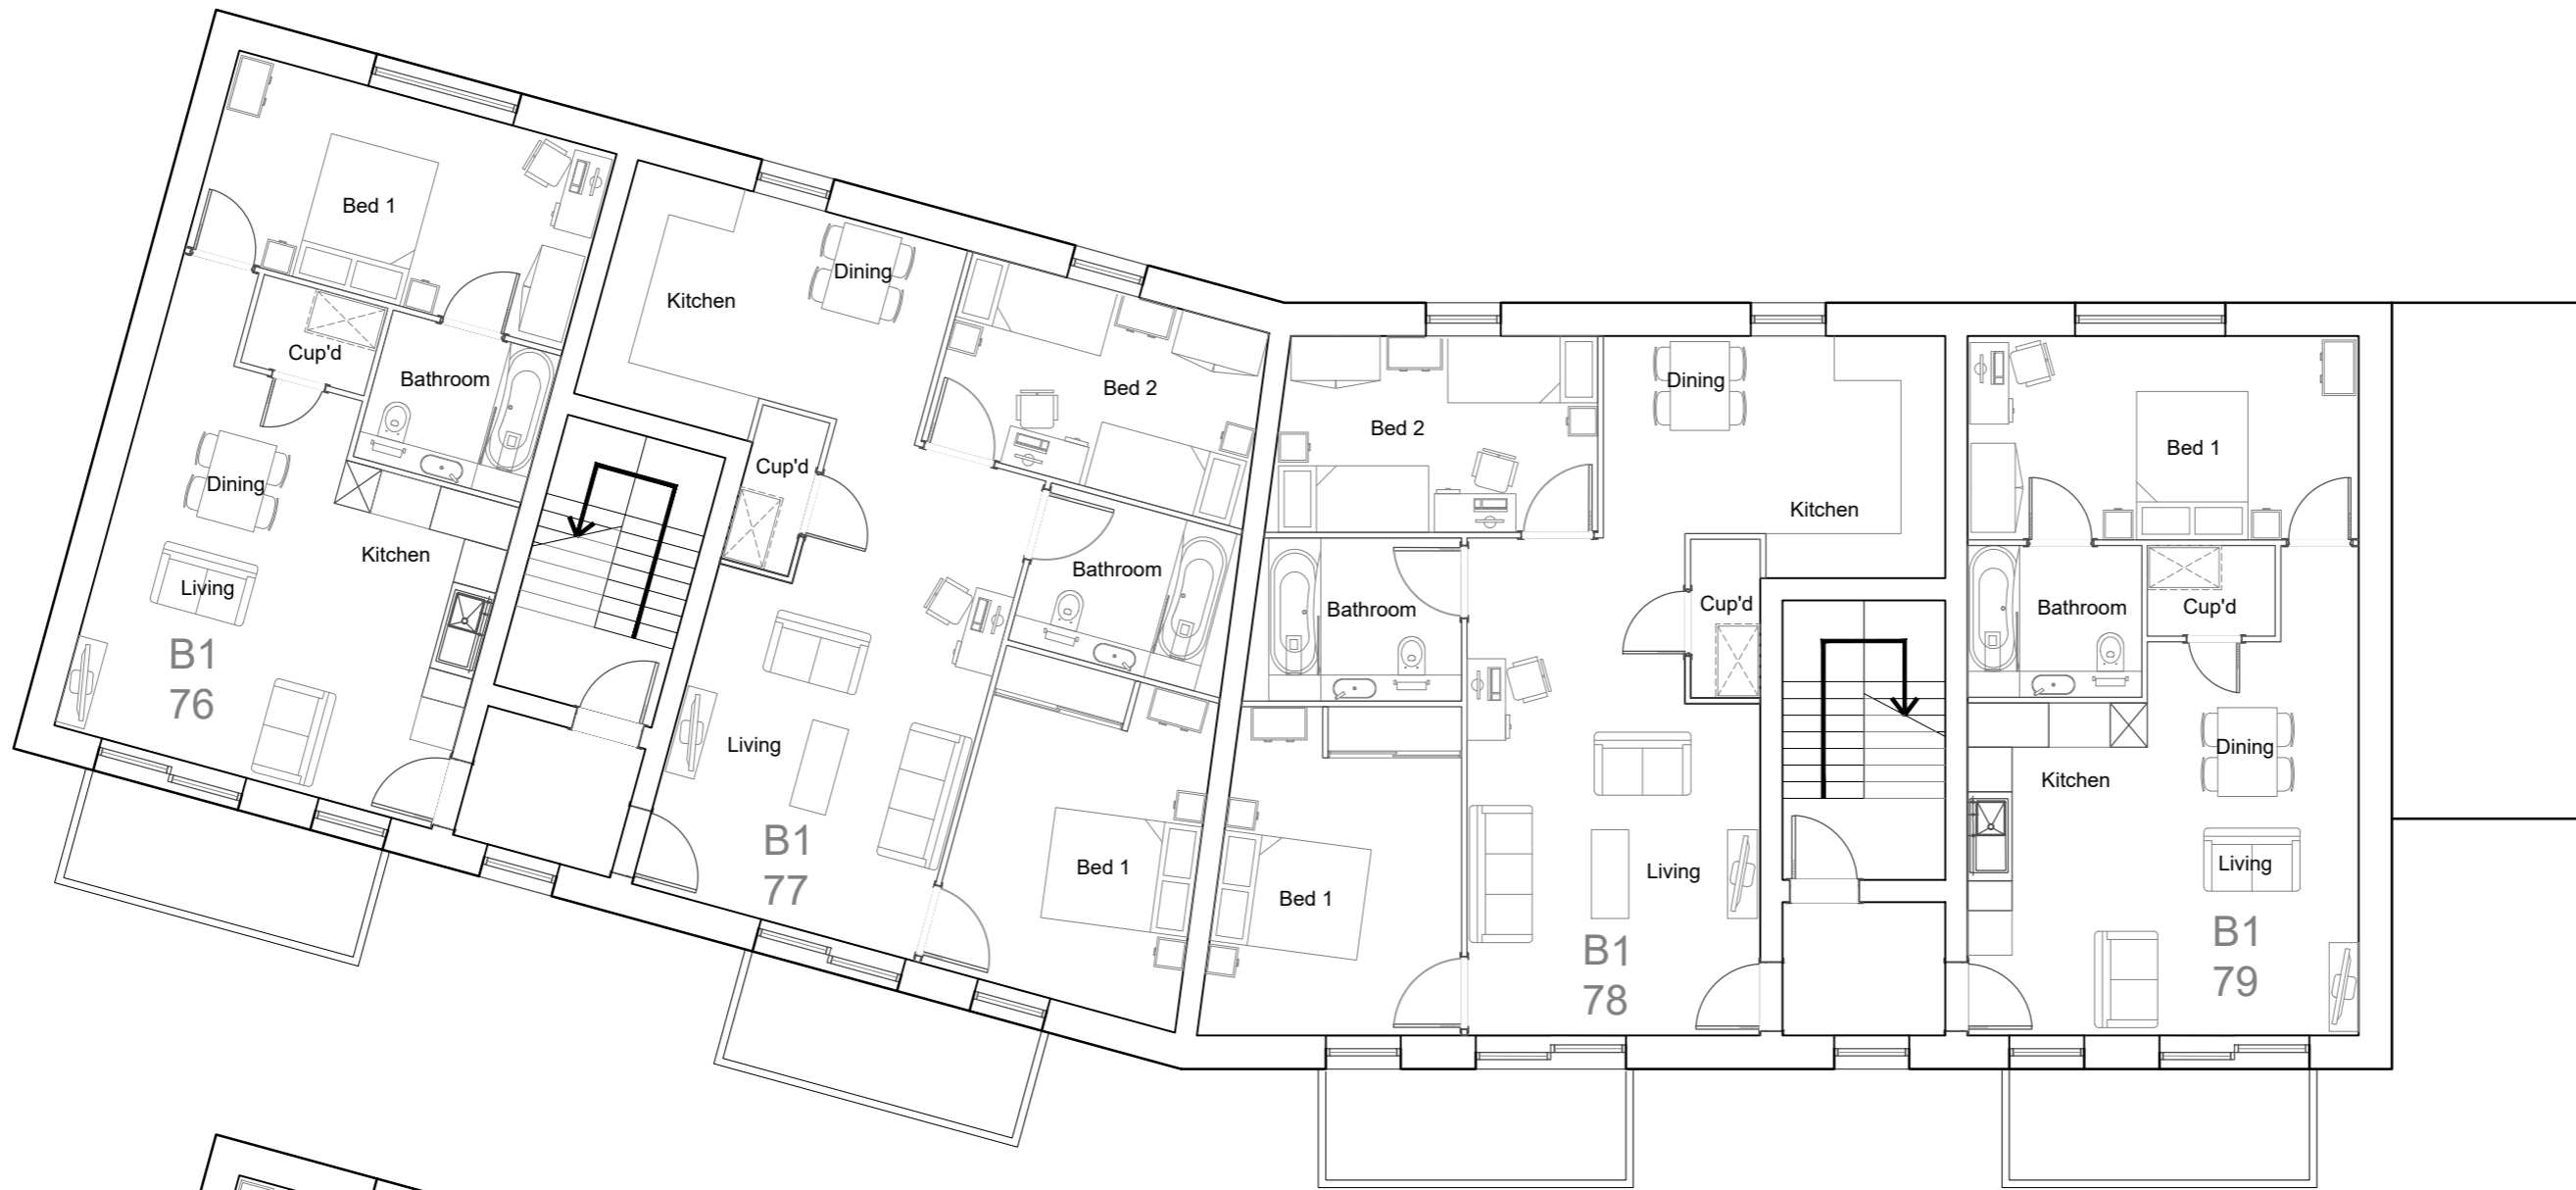 Bed 1
Cup'd
Bathroom
Dining
Kitchen
Living
B1
76
Kitchen
Dining
Bed 2
Cup'd
Bathroom
Living
B1
77
Bed 1
Bed 2
Dining
Kitchen
Bathroom
Cup'd
Living
Bed 1
B1
78
Bed 1
Bathroom
Cup'd
Dining
Kitchen
Living
B1
79